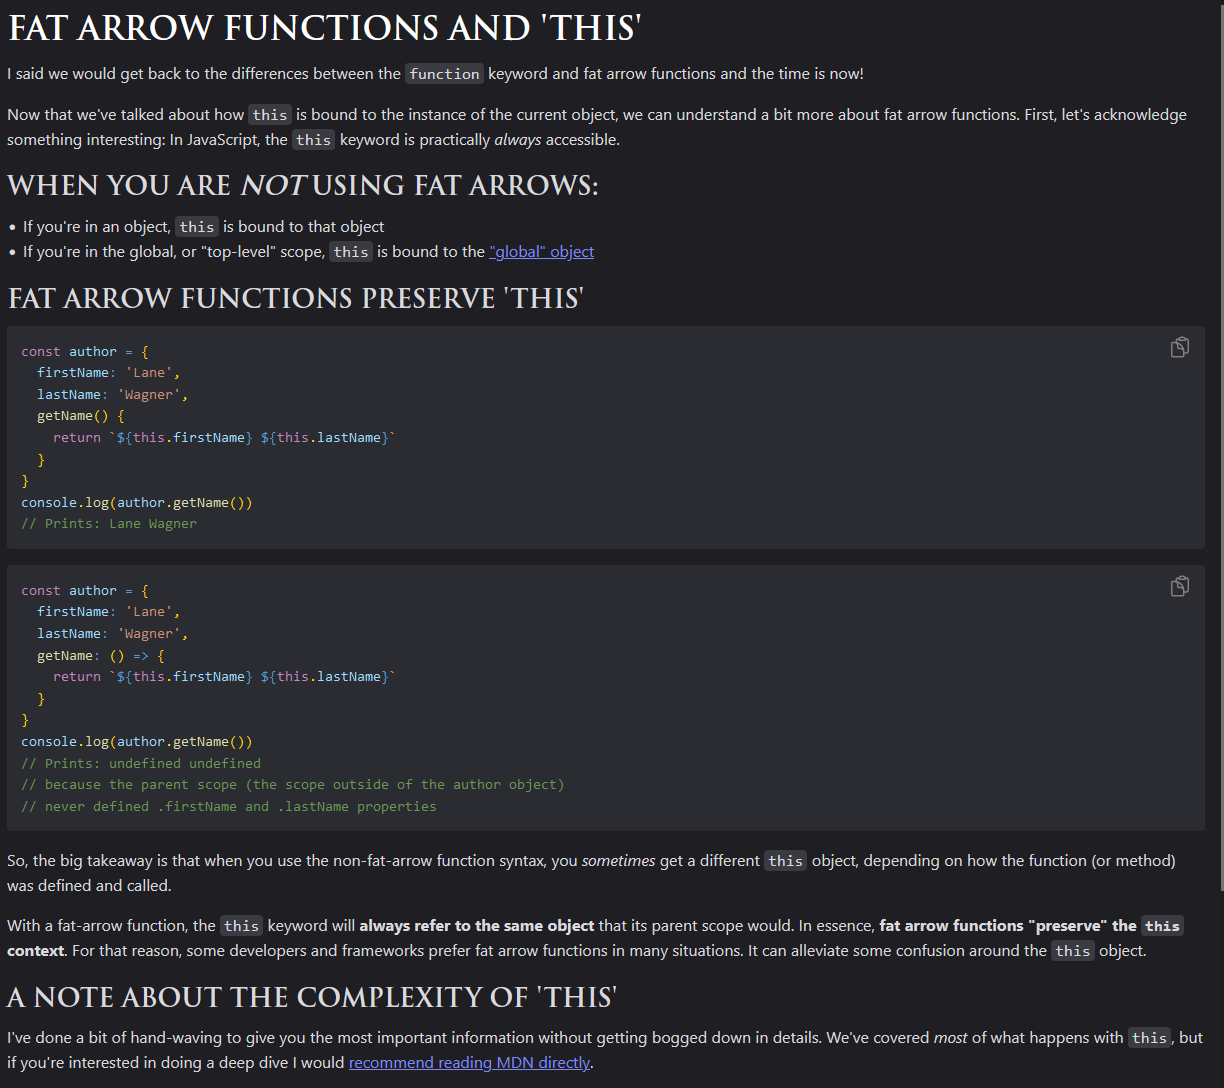 FAT ARROW FUNCTIONS AND 'THIS'
I said we would get back to the differences between the function keyword and fat arrow functions and the time is now!
Now that we've talked about how this is bound to the instance of the current object, we can understand a bit more about fat arrow functions. First, let's acknowledge
something interesting: In JavaScript, the this keyword is practically always accessible.
WHEN YOU ARE NOT USING FAT ARROWS:
• If you're in an object, this is bound to that object
• If you're in the global, or "top-level" scope, this is bound to the "global" object
FAT ARROW FUNCTIONS PRESERVE 'THIS'
const author = {
  firstName: 'Lane',
  lastName: 'Wagner',
  getName() {
    return `${this.firstName} ${this.lastName}`
  }
}
console.log(author.getName())
// Prints: Lane Wagner
const author = {
  firstName: 'Lane',
  lastName: 'Wagner',
  getName: () => {
    return `${this.firstName} ${this.lastName}`
  }
}
console.log(author.getName())
// Prints: undefined undefined
// because the parent scope (the scope outside of the author object)
// never defined .firstName and .lastName properties
So, the big takeaway is that when you use the non-fat-arrow function syntax, you sometimes get a different this object, depending on how the function (or method)
was defined and called.
With a fat-arrow function, the this keyword will always refer to the same object that its parent scope would. In essence, fat arrow functions "preserve" the this
context. For that reason, some developers and frameworks prefer fat arrow functions in many situations. It can alleviate some confusion around the this object.
A NOTE ABOUT THE COMPLEXITY OF 'THIS'
I've done a bit of hand-waving to give you the most important information without getting bogged down in details. We've covered most of what happens with this, but
if you're interested in doing a deep dive I would recommend reading MDN directly.